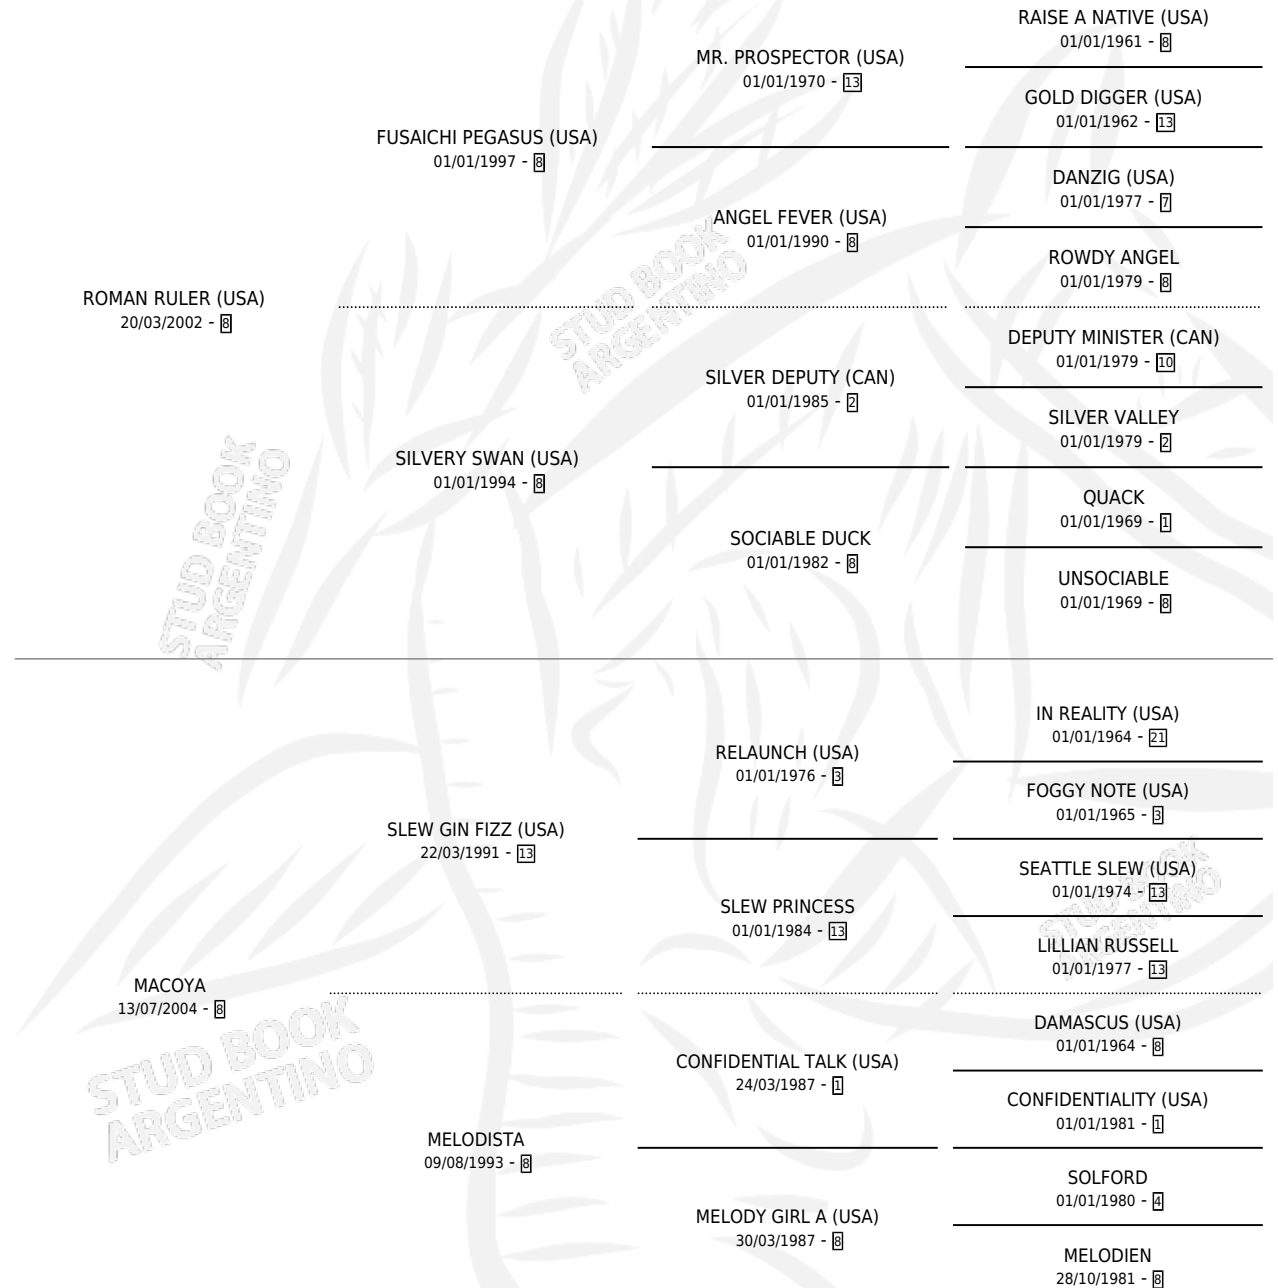 RAISE A NATIVE (USA)
01/01/1961 - 8
MR. PROSPECTOR (USA)
01/01/1970 - 13
GOLD DIGGER (USA)
01/01/1962 - 13
FUSAICHI PEGASUS (USA)
01/01/1997 - 8
DANZIG (USA)
01/01/1977 - 7
ANGEL FEVER (USA)
01/01/1990 - 8
ROWDY ANGEL
01/01/1979 - 8
ROMAN RULER (USA)
20/03/2002 - 8
STUD BOOK
ARGENTINO
DEPUTY MINISTER (CAN)
01/01/1979 - 10
SILVER DEPUTY (CAN)
01/01/1985 - 2
SILVER VALLEY
01/01/1979 - 2
SILVERY SWAN (USA)
01/01/1994 - 8
QUACK
01/01/1969 - 1
SOCIABLE DUCK
01/01/1982 - 8
UNSOCIABLE
01/01/1969 - 8
STUD BOOK
ARGENTINO
IN REALITY (USA)
01/01/1964 - 21
RELAUNCH (USA)
01/01/1976 - 3
FOGGY NOTE (USA)
01/01/1965 - 3
SLEW GIN FIZZ (USA)
22/03/1991 - 13
SEATTLE SLEW (USA)
01/01/1974 - 13
SLEW PRINCESS
01/01/1984 - 13
LILLIAN RUSSELL
01/01/1977 - 13
STUD BOOK
ARGENTINO
MACOYA
13/07/2004 - 8
STUD BOOK
ARGENTINO
DAMASCUS (USA)
01/01/1964 - 8
CONFIDENTIAL TALK (USA)
24/03/1987 - 1
CONFIDENTIALITY (USA)
01/01/1981 - 1
MELODISTA
09/08/1993 - 8
SOLFORD
01/01/1980 - 4
MELODY GIRL A (USA)
30/03/1987 - 8
MELODIEN
28/10/1981 - 8